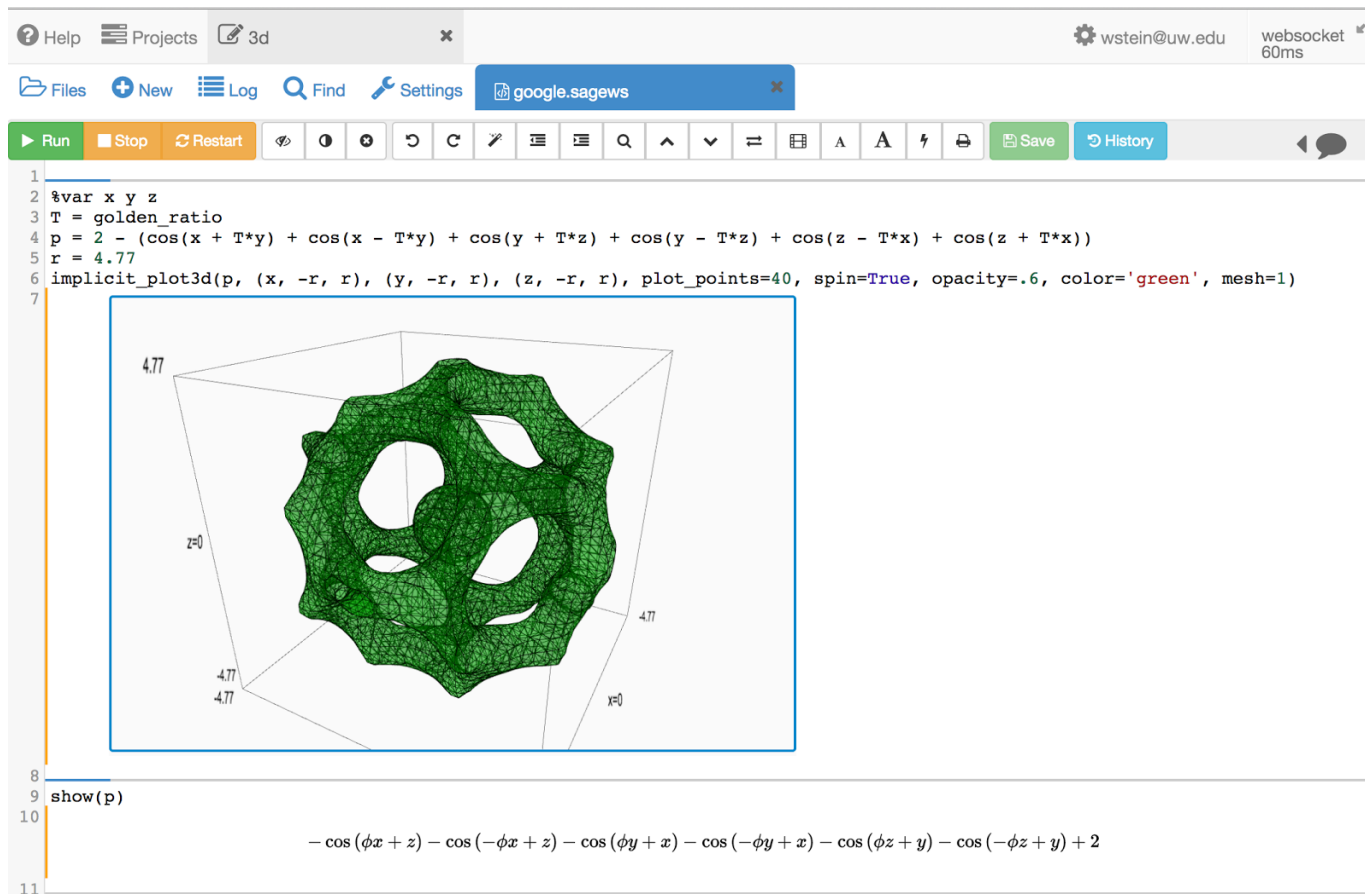 Help Projects 3d wstein@uw.edu websocket
60ms
Files New Log Find Settings google.sagews
Run Stop Restart A A Save History
1
2 %var x y z
3 T = golden_ratio
4 p = 2 - (cos(x + T*y) + cos(x - T*y) + cos(y + T*z) + cos(y - T*z) + cos(z - T*x) + cos(z + T*x))
5 r = 4.77
6 implicit_plot3d(p, (x, -r, r), (y, -r, r), (z, -r, r), plot_points=40, spin=True, opacity=.6, color='green', mesh=1)
7
4.77
z=0
-4.77
-4.77
-4.77
x=0
8
9 show(p)
10
− cos (ϕx + z) − cos (−ϕx + z) − cos (ϕy + x) − cos (−ϕy + x) − cos (ϕz + y) − cos (−ϕz + y) + 2
11